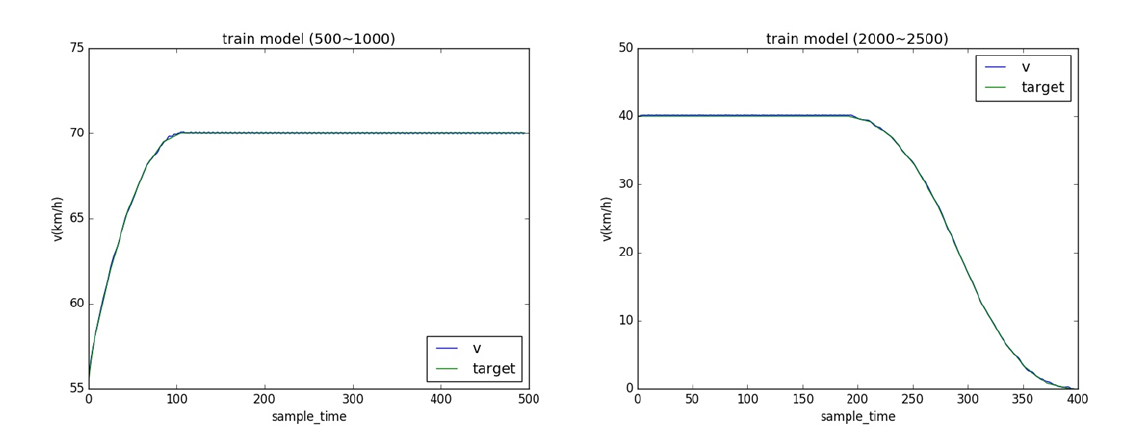 train model (500~1000)
75
70
65
60
55
v(km/h)
0 100 200 300 400 500
sample_time
v
target
train model (2000~2500)
50
40
30
20
10
0
v(km/h)
0 50 100 150 200 250 300 350 400
sample_time
v
target